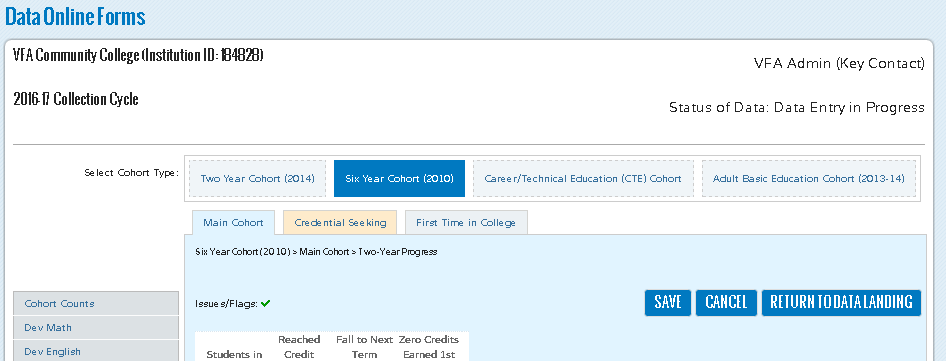 Data Online Forms
VFA Community College (Institution ID: 184828)
VFA Admin (Key Contact)
2016-17 Collection Cycle
Status of Data: Data Entry in Progress
Select Cohort Type:
Two Year Cohort (2014)
Six Year Cohort (2010)
Career/Technical Education (CTE) Cohort
Adult Basic Education Cohort (2013-14)
Main Cohort
Credential Seeking
First Time in College
Six Year Cohort (2010) > Main Cohort > Two-Year Progress
Cohort Counts
Dev Math
Dev English
Issues/Flags:
SAVE
CANCEL
RETURN TO DATA LANDING
Students in
Reached
Credit
Fall to Next
Term
Zero Credits
Earned 1st